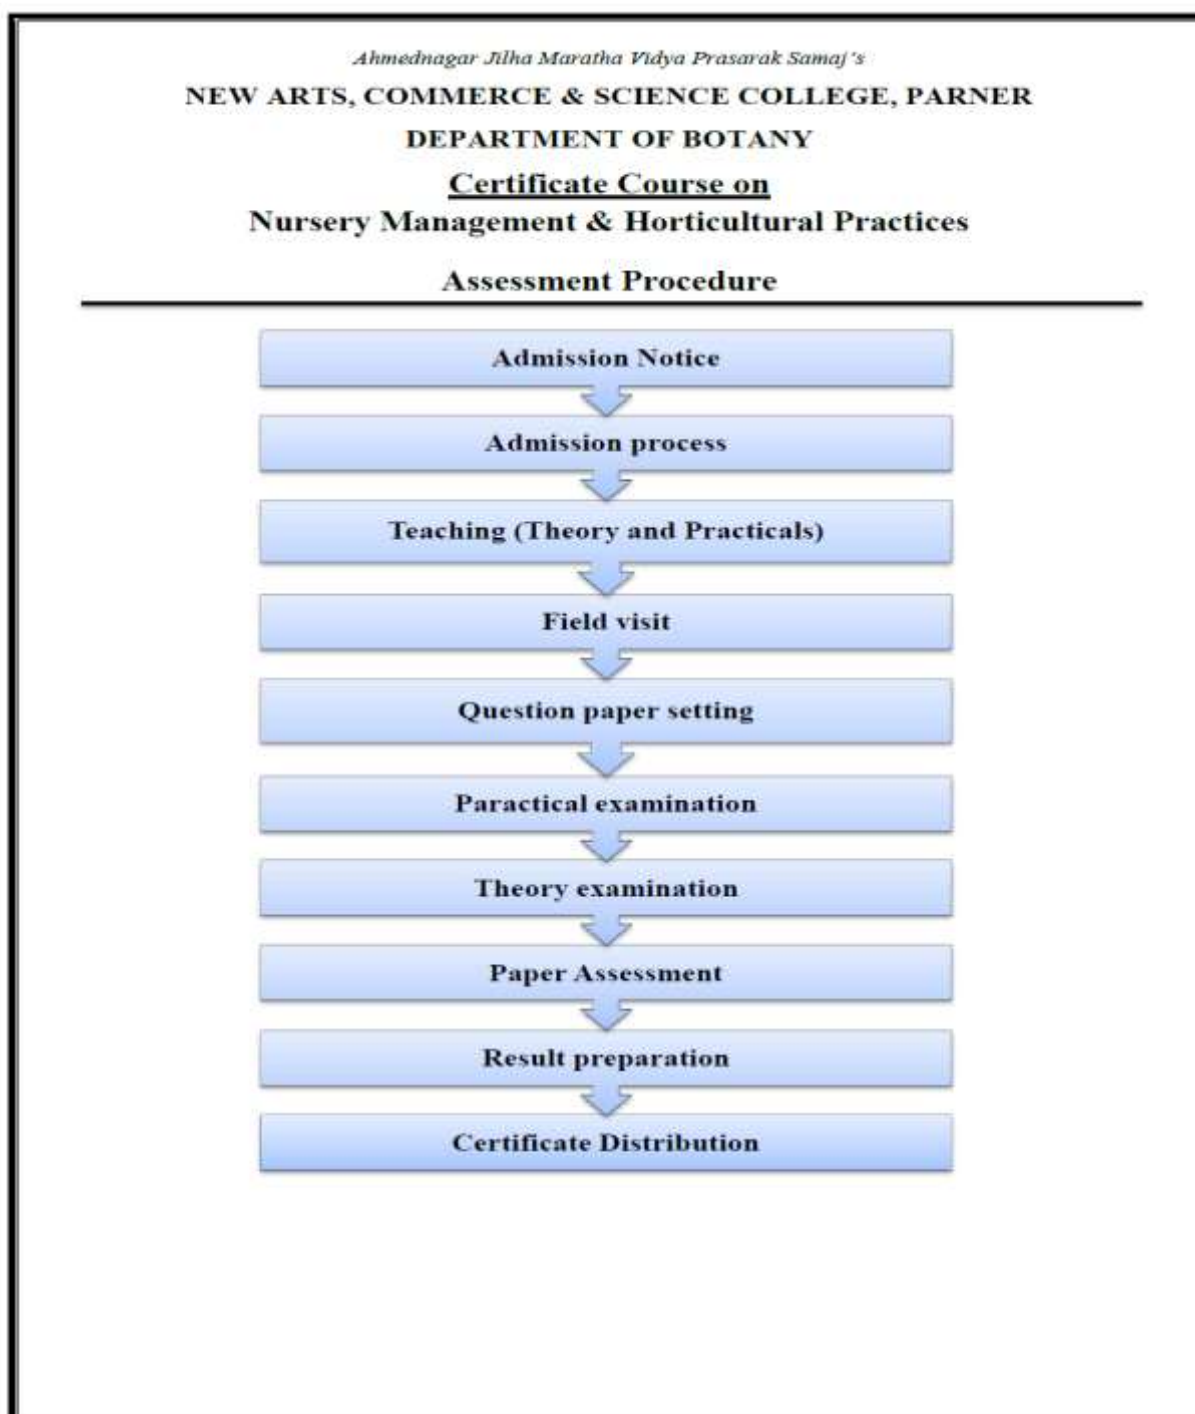 Ahmednagar Jilha Maratha Vidya Prasarak Samaj's
NEW ARTS, COMMERCE & SCIENCE COLLEGE, PARNER
DEPARTMENT OF BOTANY
Certificate Course on
Nursery Management & Horticultural Practices
Assessment Procedure
Admission Notice
Admission process
Teaching (Theory and Practicals)
Field visit
Question paper setting
Paractical examination
Theory examination
Paper Assessment
Result preparation
Certificate Distribution